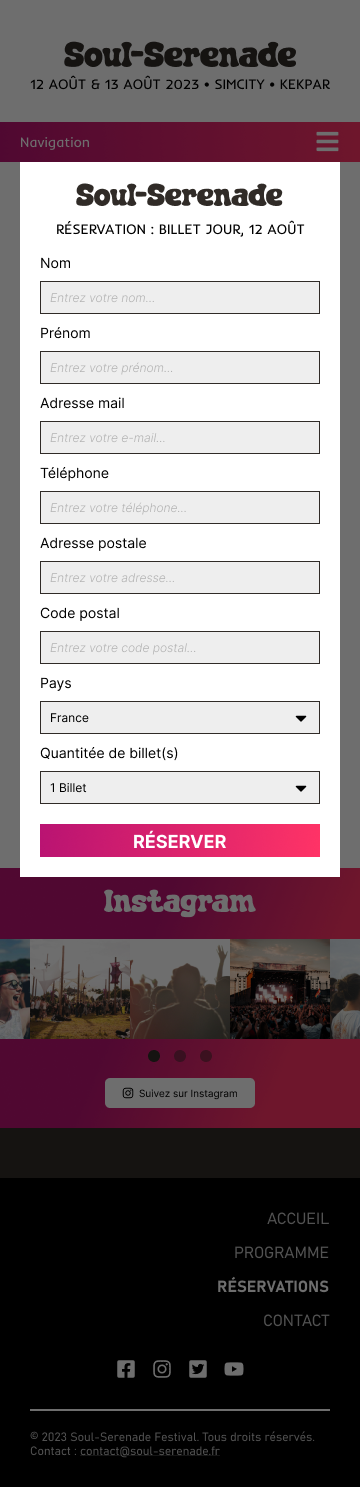 Soul-Serenade
12 AOÛT & 13 AOÛT 2023 • SIMCITY • KEKPAR
Navigation
Soul-Serenade
RÉSERVATION : BILLET JOUR, 12 AOÛT
Nom
Entrez votre nom...
Prénom
Entrez votre prénom...
Adresse mail
Entrez votre e-mail...
Téléphone
Entrez votre téléphone...
Adresse postale
Entrez votre adresse...
Code postal
Entrez votre code postal...
Pays
France
Quantitée de billet(s)
1 Billet
RÉSERVER
Instagram
Suivez sur Instagram
ACCUEIL
PROGRAMME
RÉSERVATIONS
CONTACT
© 2023 Soul-Serenade Festival. Tous droits réservés.
Contact : contact@soul-serenade.fr